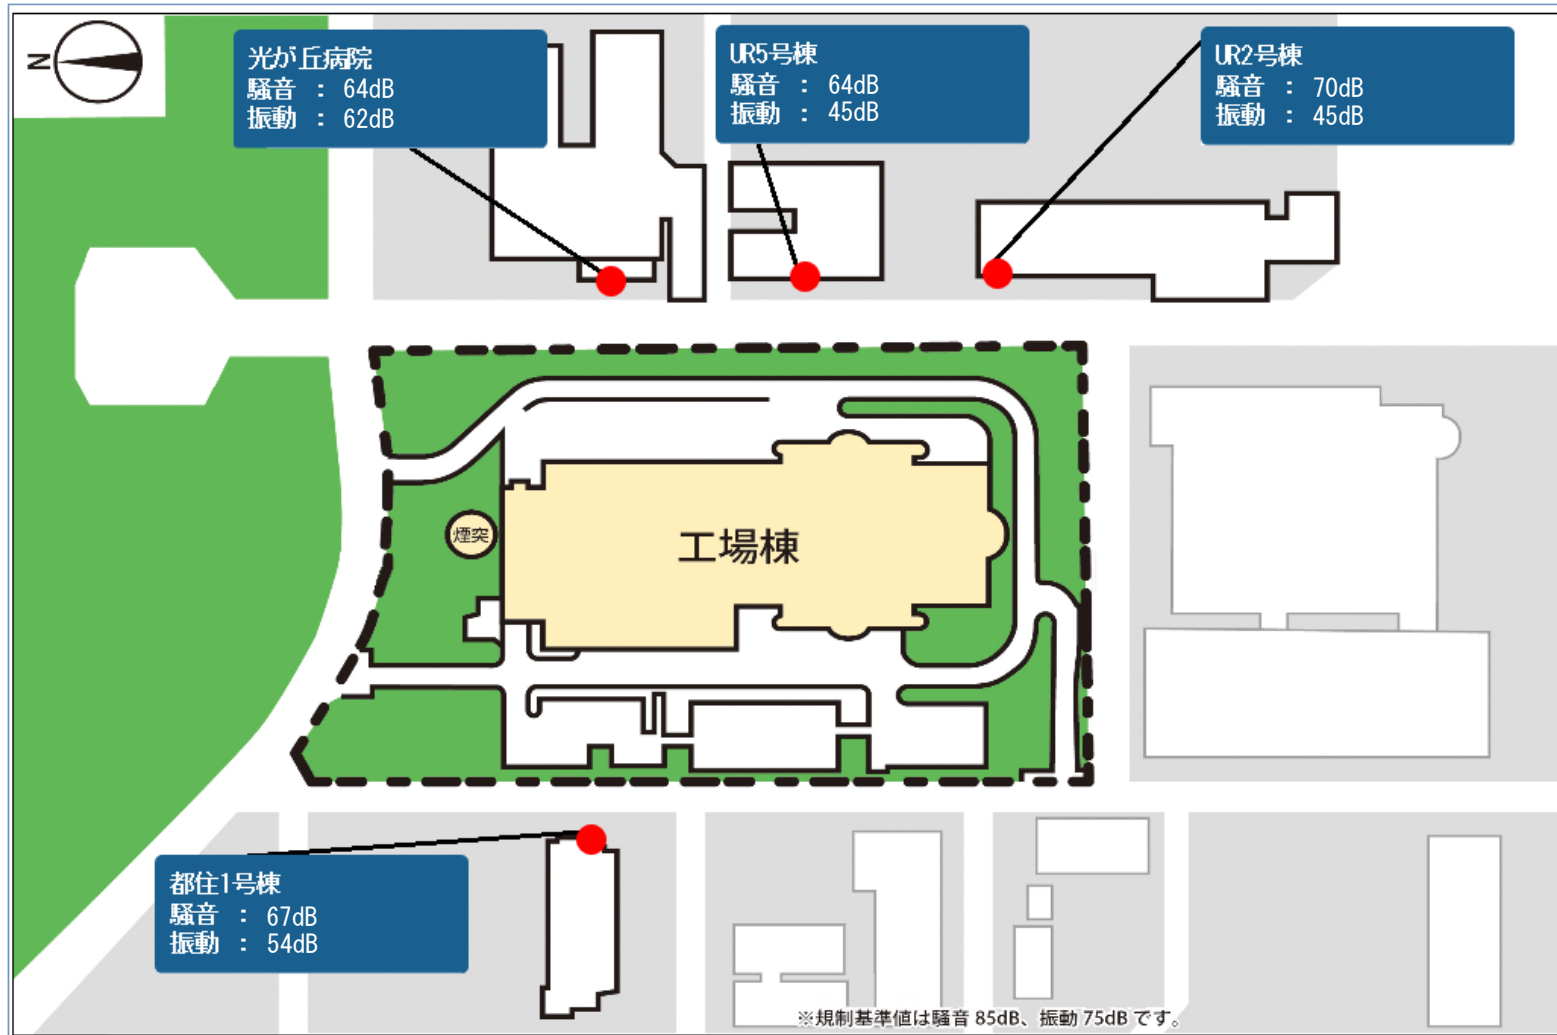 N
光が丘病院
騒音 : 64dB
振動 : 62dB
UR5号棟
騒音 : 64dB
振動 : 45dB
UR2号棟
騒音 : 70dB
振動 : 45dB
煙突
工場棟
都住1号棟
騒音 : 67dB
振動 : 54dB
※規制基準値は騒音 85dB、振動 75dB です。